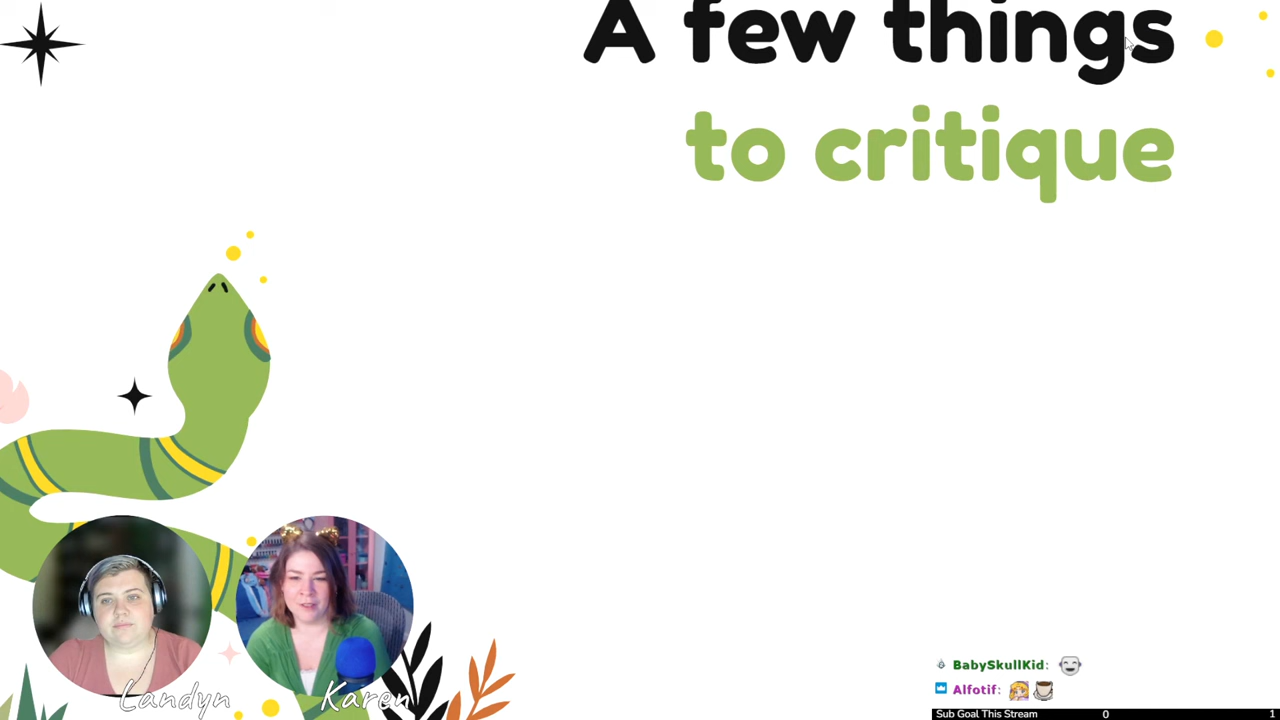 A few things
to critique
Landyn
Karen
BabySkullKid:
Alfotif:
Sub Goal This Stream 0 1